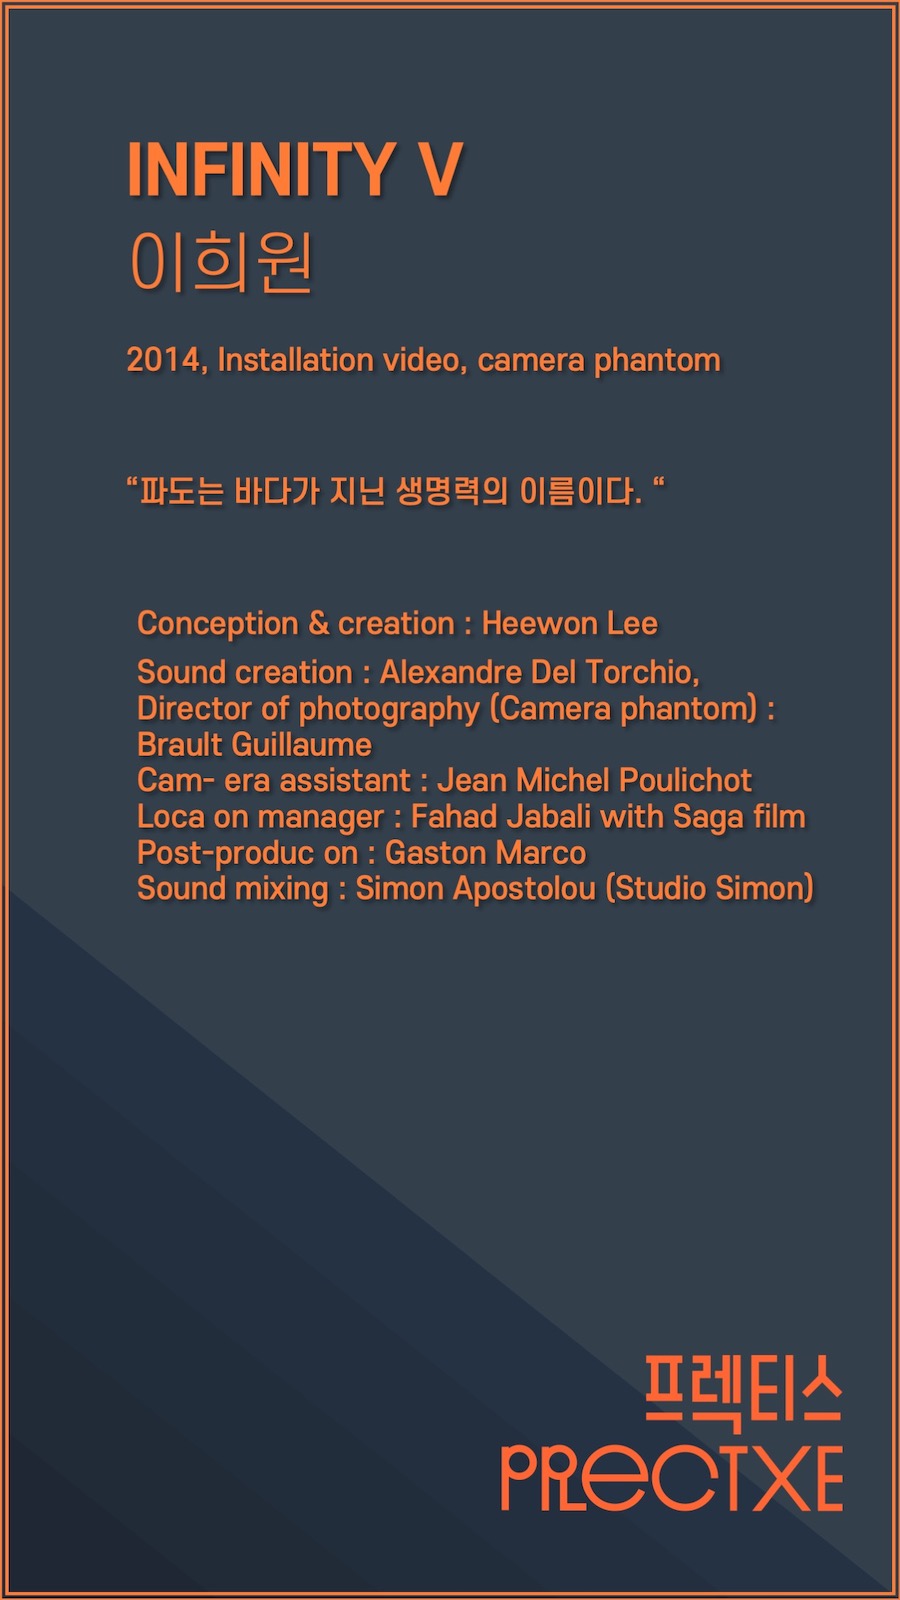 INFINITY V
이희원
2014, Installation video, camera phantom
“파도는 바다가 지닌 생명력의 이름이다. “
Conception & creation : Heewon Lee
Sound creation : Alexandre Del Torchio,
Director of photography (Camera phantom) :
Brault Guillaume
Cam- era assistant : Jean Michel Poulichot
Loca on manager : Fahad Jabali with Saga film
Post-produc on : Gaston Marco
Sound mixing : Simon Apostolou (Studio Simon)
프렉티스
PRECTXE